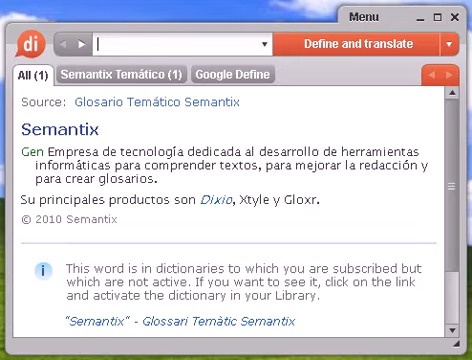 Menu
di
Define and translate
All (1)
Semantix Temático (1)
Google Define
Source: Glosario Temático Semantix
Semantix
Gen Empresa de tecnología dedicada al desarrollo de herramientas
informáticas para comprender textos, para mejorar la redacción y
para crear glosarios.
Su principales producton son Dixio, Xtyle y Gloxr.
© 2010 Semantix
i
This word is in dictionaries to which you are subscribed but
which are not active. If you want to see it, click on the link
and activate the dictionary in your Library.
"Semantix" - Glossari Temàtic Semantix